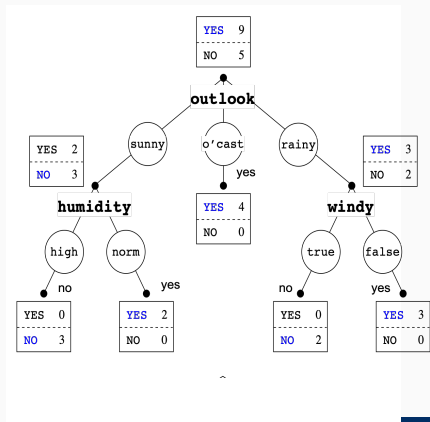 YES 9
NO 5
outlook
sunny
o'cast
rainy
YES 2
NO 3
yes
YES 3
NO 2
humidity
YES 4
NO 0
windy
high
norm
true
false
no
yes
no
yes
YES 0
NO 3
YES 2
NO 0
YES 0
NO 2
YES 3
NO 0